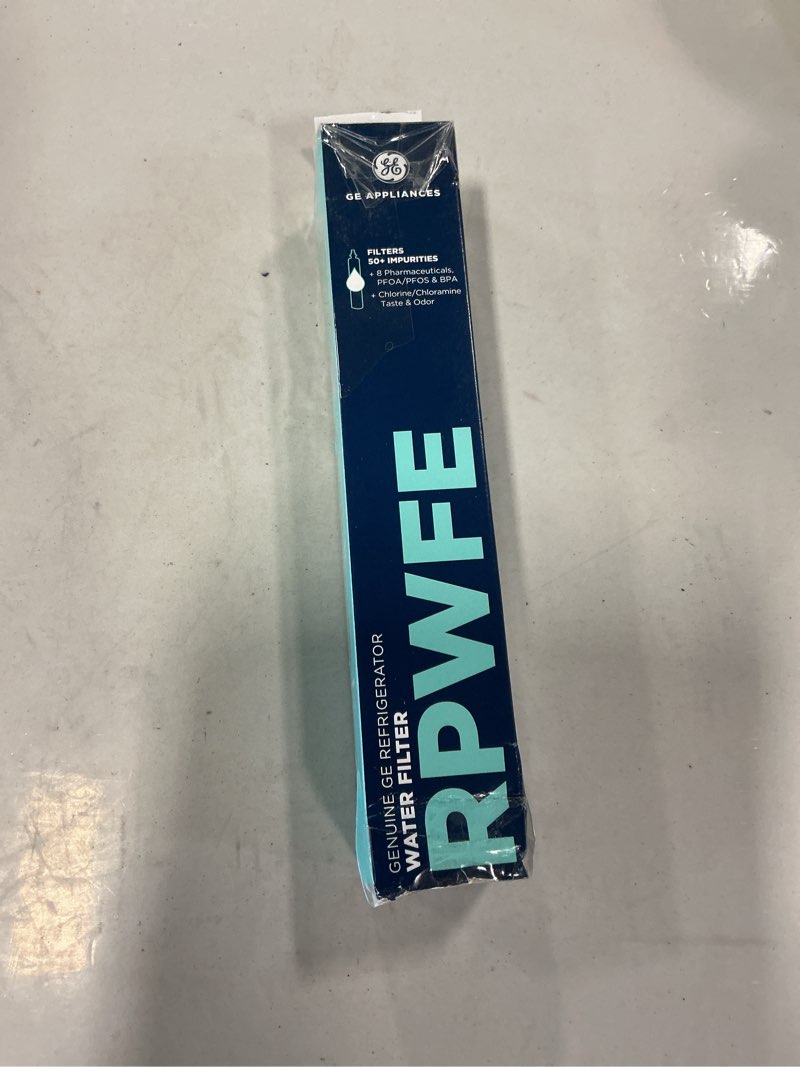 GE
GE APPLIANCES
FILTERS
50+ IMPURITIES
+ 8 Pharmaceuticals,
PFOA/PFOS & BPA
+ Chlorine/Chloramine
Taste & Odor
GENUINE GE REFRIGERATOR
WATER FILTER
RPWFE